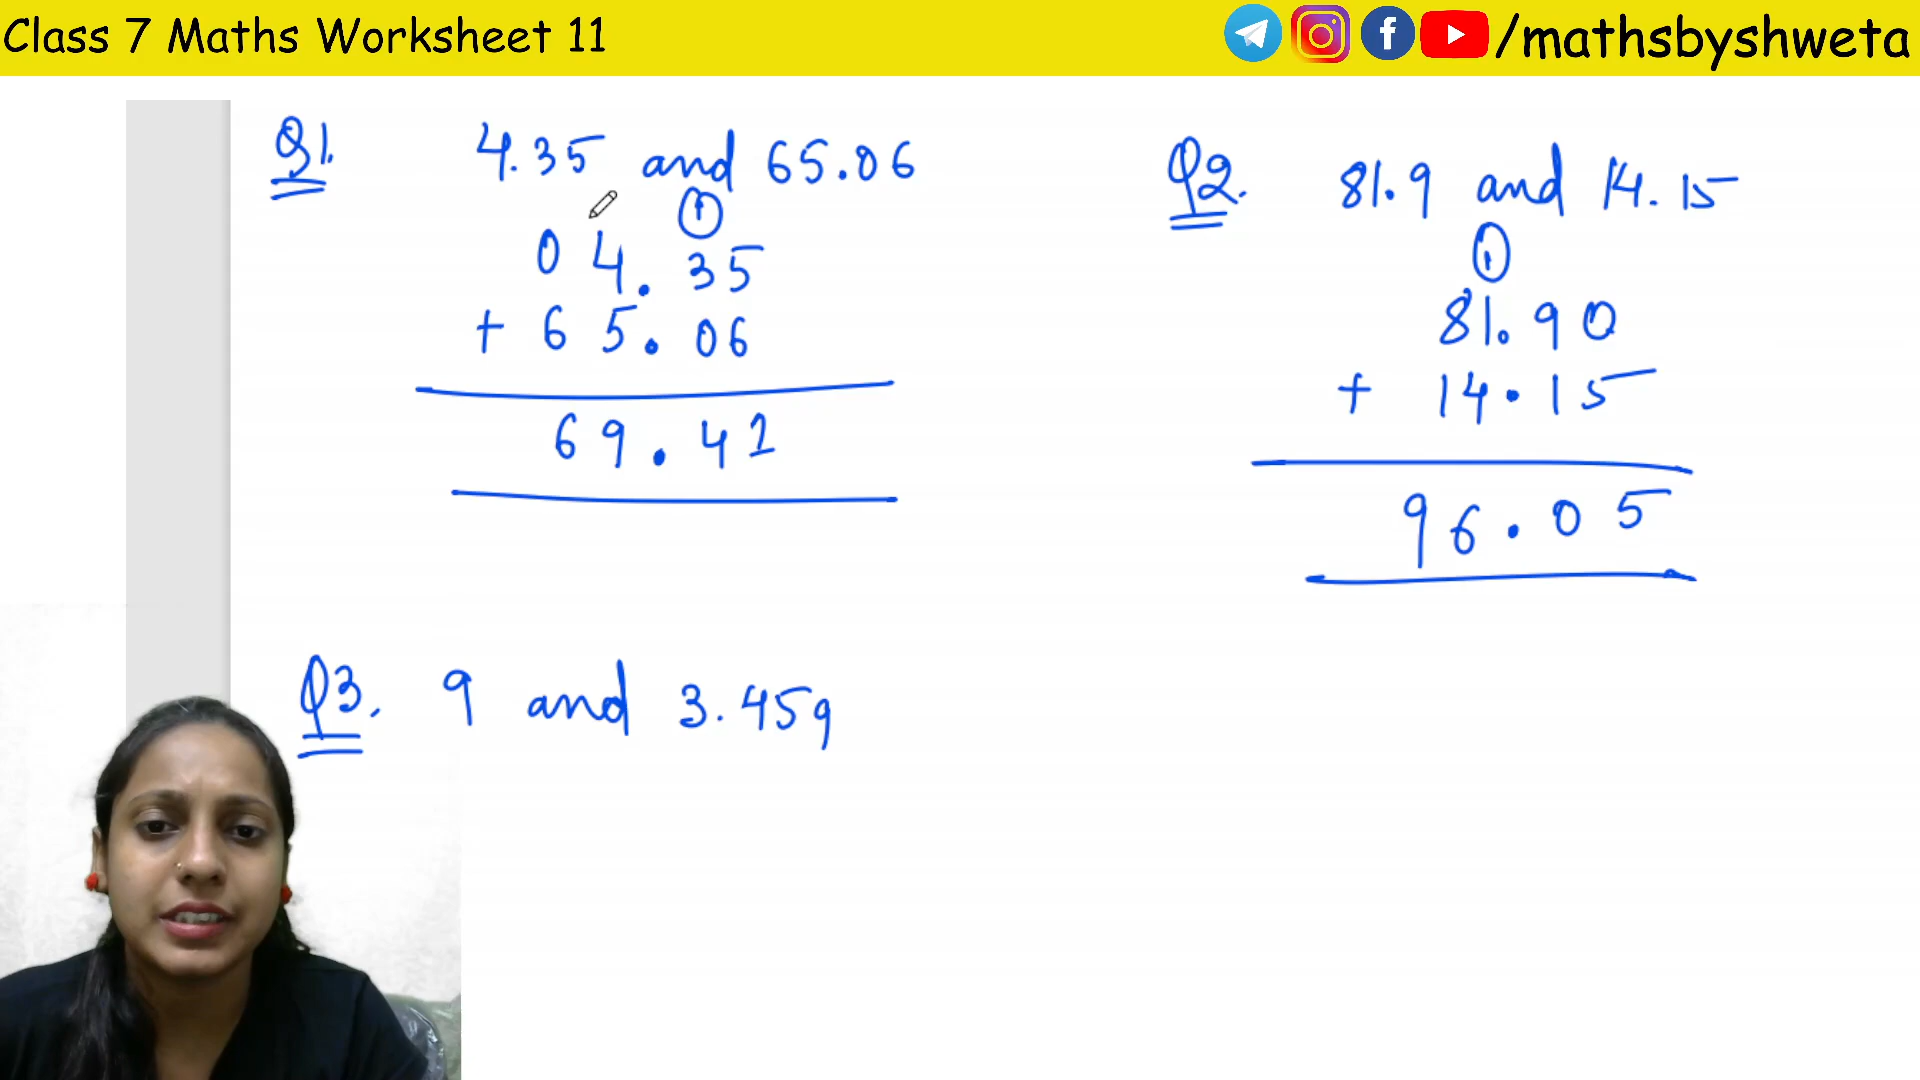 Class 7 Maths Worksheet 11
/mathsbyshweta
Q1. 4.35 and 65.06
1
04.35
+ 65.06
69.41
Q2. 81.9 and 14.15
1
81.90
+ 14.15
96.05
Q3. 9 and 3.459